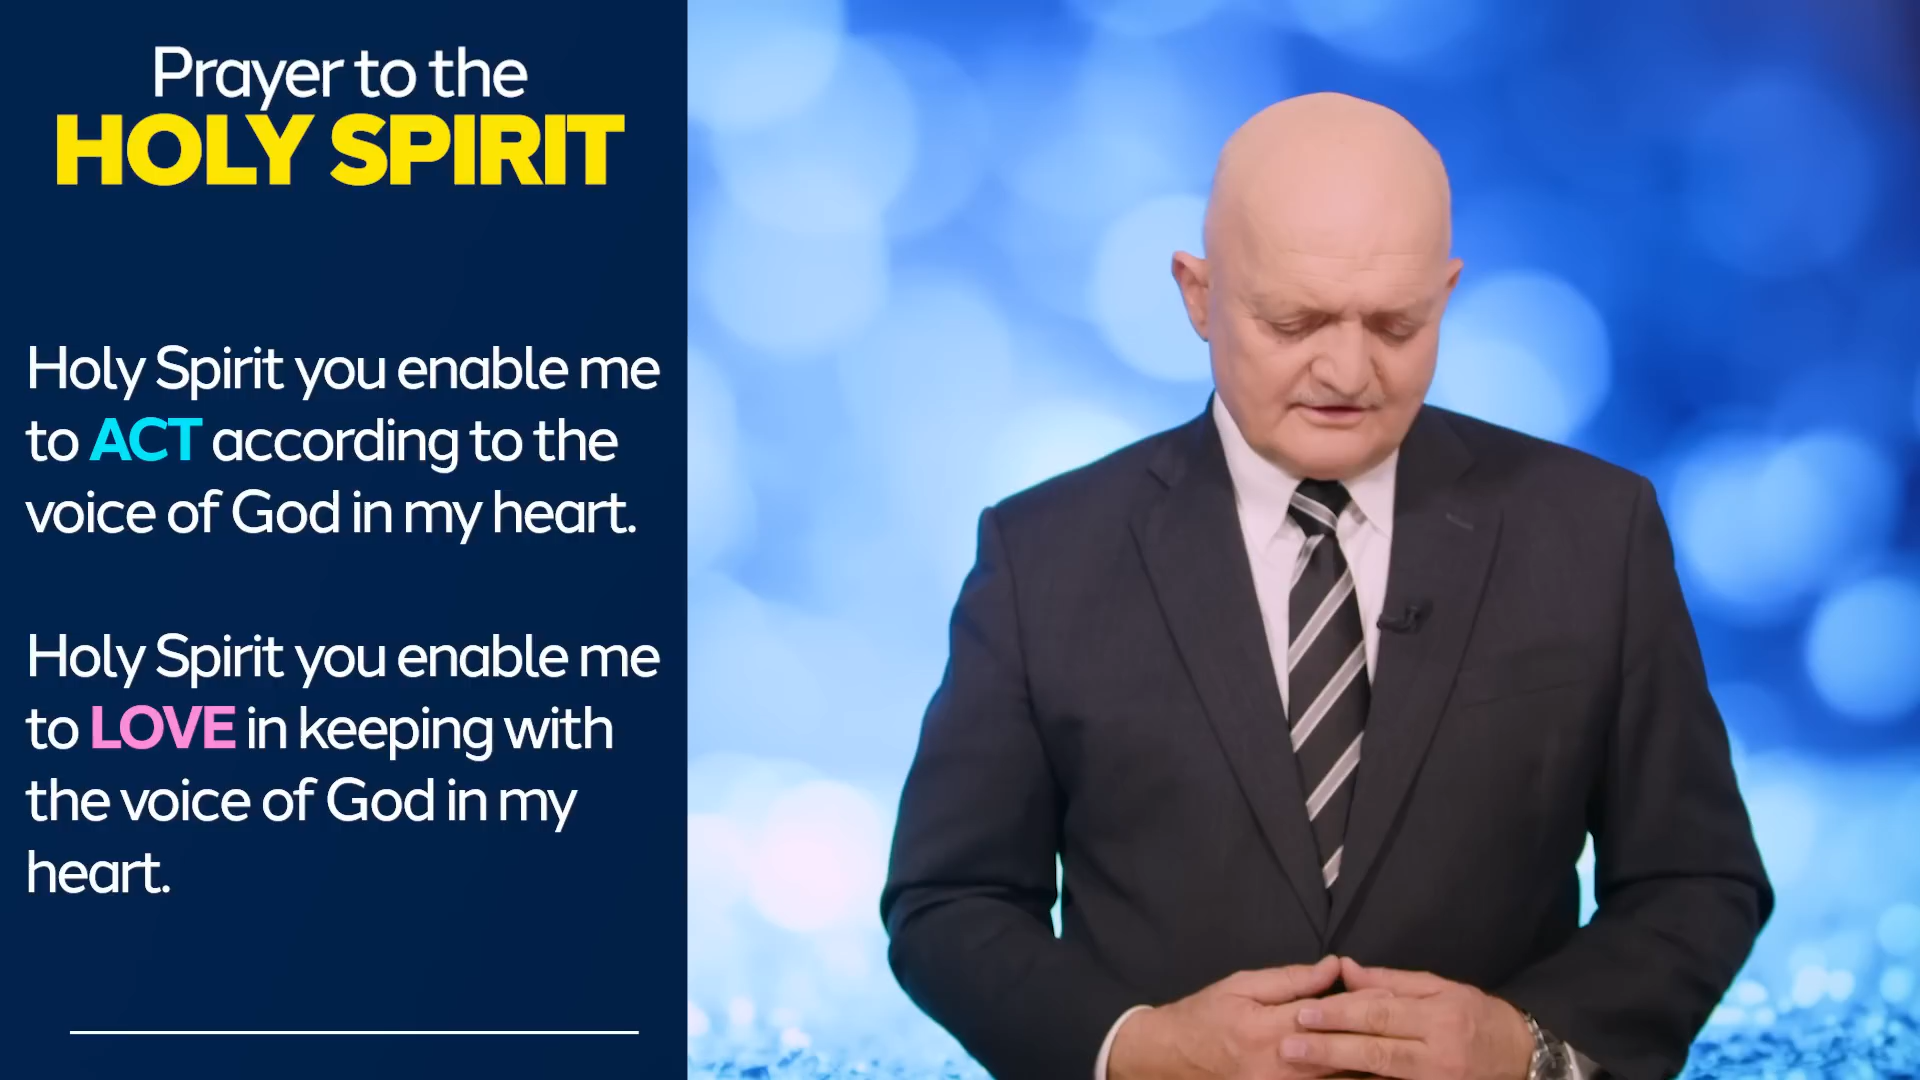 Prayer to the
HOLY SPIRIT
Holy Spirit you enable me
to ACT according to the
voice of God in my heart.
Holy Spirit you enable me
to LOVE in keeping with
the voice of God in my
heart.